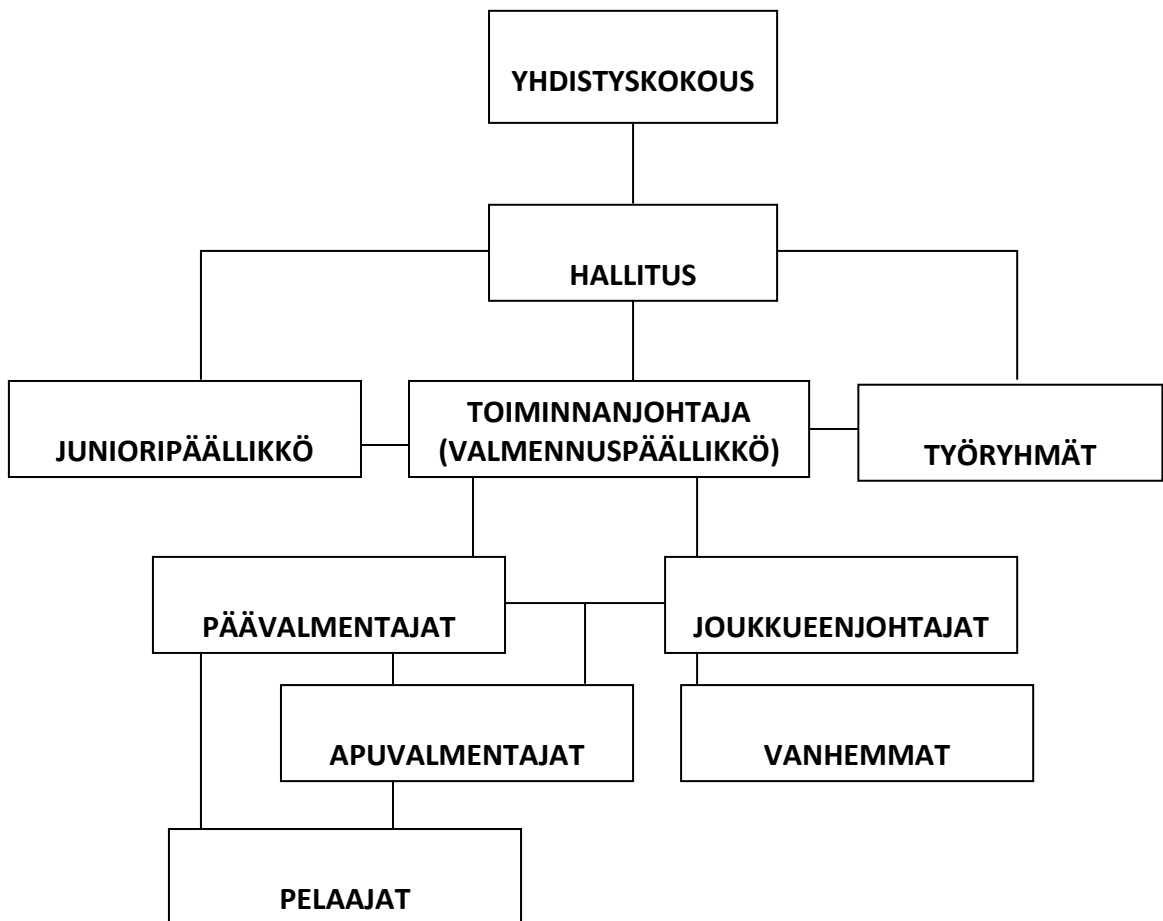 YHDISTYSKOKOUS
HALLITUS
JUNIORIPÄÄLLIKKÖ
TOIMINNANJOHTAJA
(VALMENNUSPÄÄLLIKKÖ)
TYÖRYHMÄT
PÄÄVALMENTAJAT
JOUKKUEENJOHTAJAT
APUVALMENTAJAT
VANHEMMAT
PELAAJAT